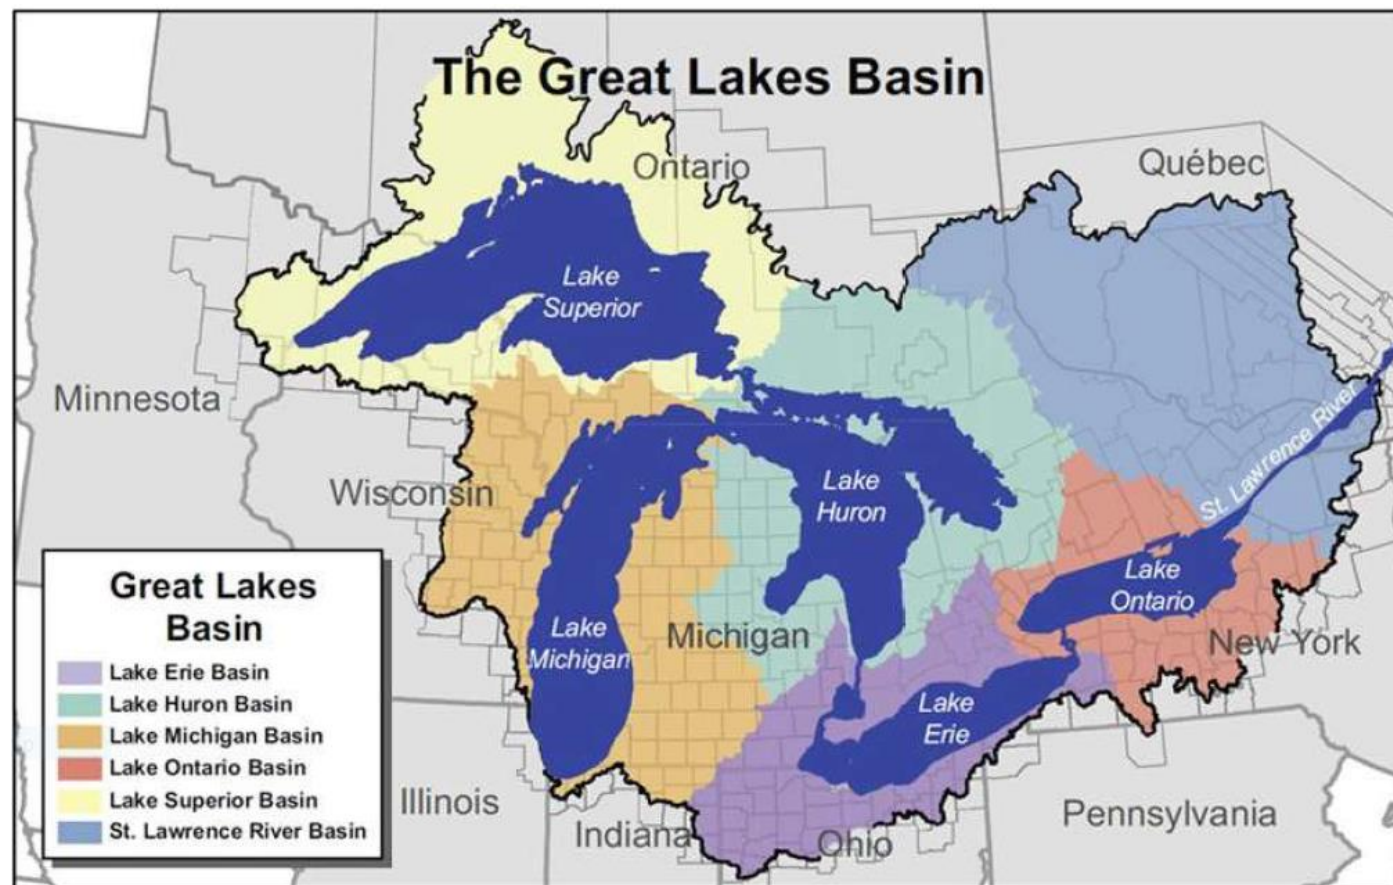 The Great Lakes Basin
Ontario
Québec
Lake
Superior
Minnesota
Wisconsin
Lake
Huron
St. Lawrence River
Lake
Ontario
Lake
Michigan
Michigan
New York
Lake
Erie
Illinois
Indiana
Ohio
Pennsylvania
Great Lakes
Basin
Lake Erie Basin
Lake Huron Basin
Lake Michigan Basin
Lake Ontario Basin
Lake Superior Basin
St. Lawrence River Basin